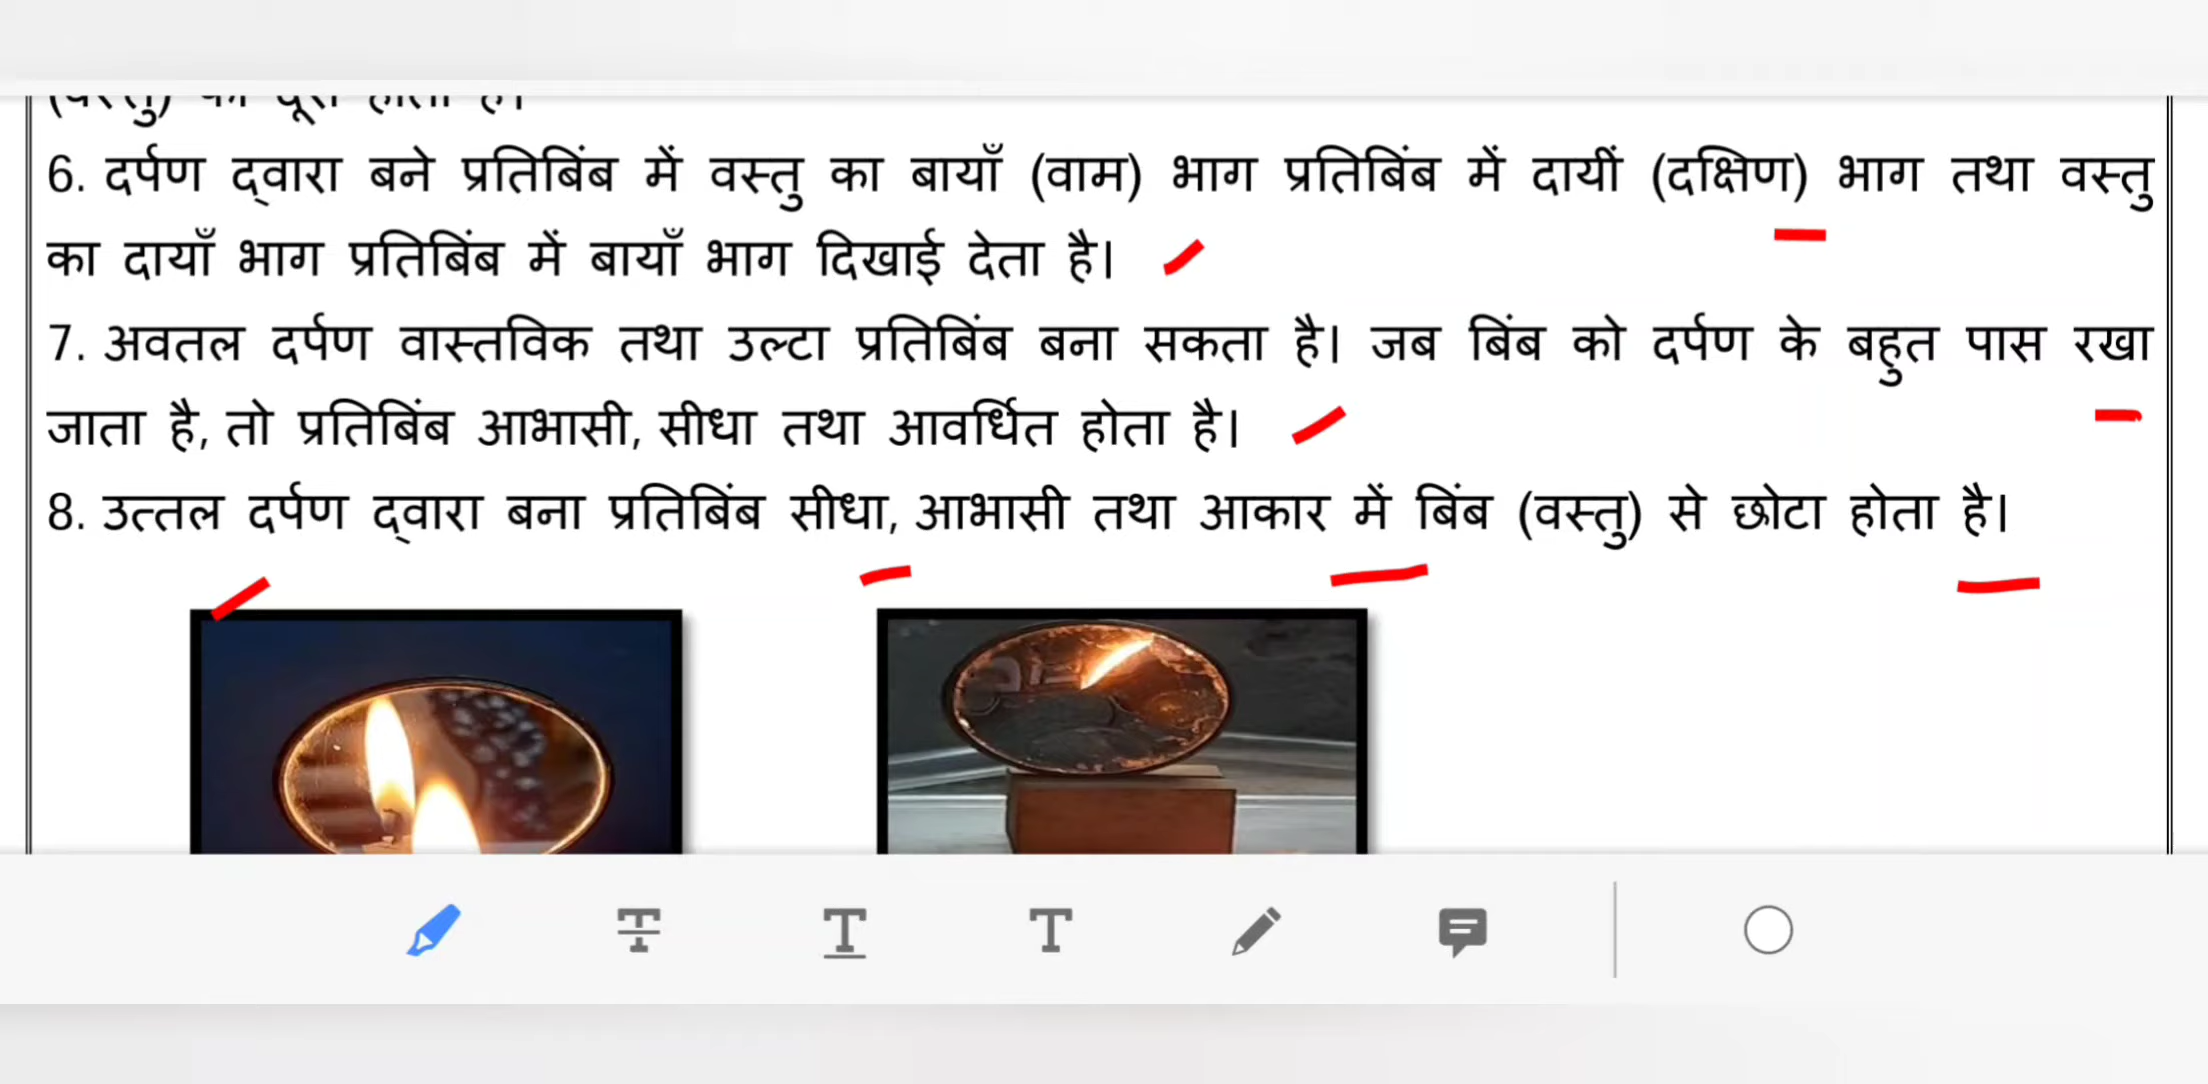 6. दर्पण द्वारा बने प्रतिबिंब में वस्तु का बायाँ (वाम) भाग प्रतिबिंब में दायीं (दक्षिण) भाग तथा वस्तु
का दायाँ भाग प्रतिबिंब में बायाँ भाग दिखाई देता है।
7. अवतल दर्पण वास्तविक तथा उल्टा प्रतिबिंब बना सकता है। जब बिंब को दर्पण के बहुत पास रखा
जाता है, तो प्रतिबिंब आभासी, सीधा तथा आवर्धित होता है।
8. उत्तल दर्पण द्वारा बना प्रतिबिंब सीधा, आभासी तथा आकार में बिंब (वस्तु) से छोटा होता है।